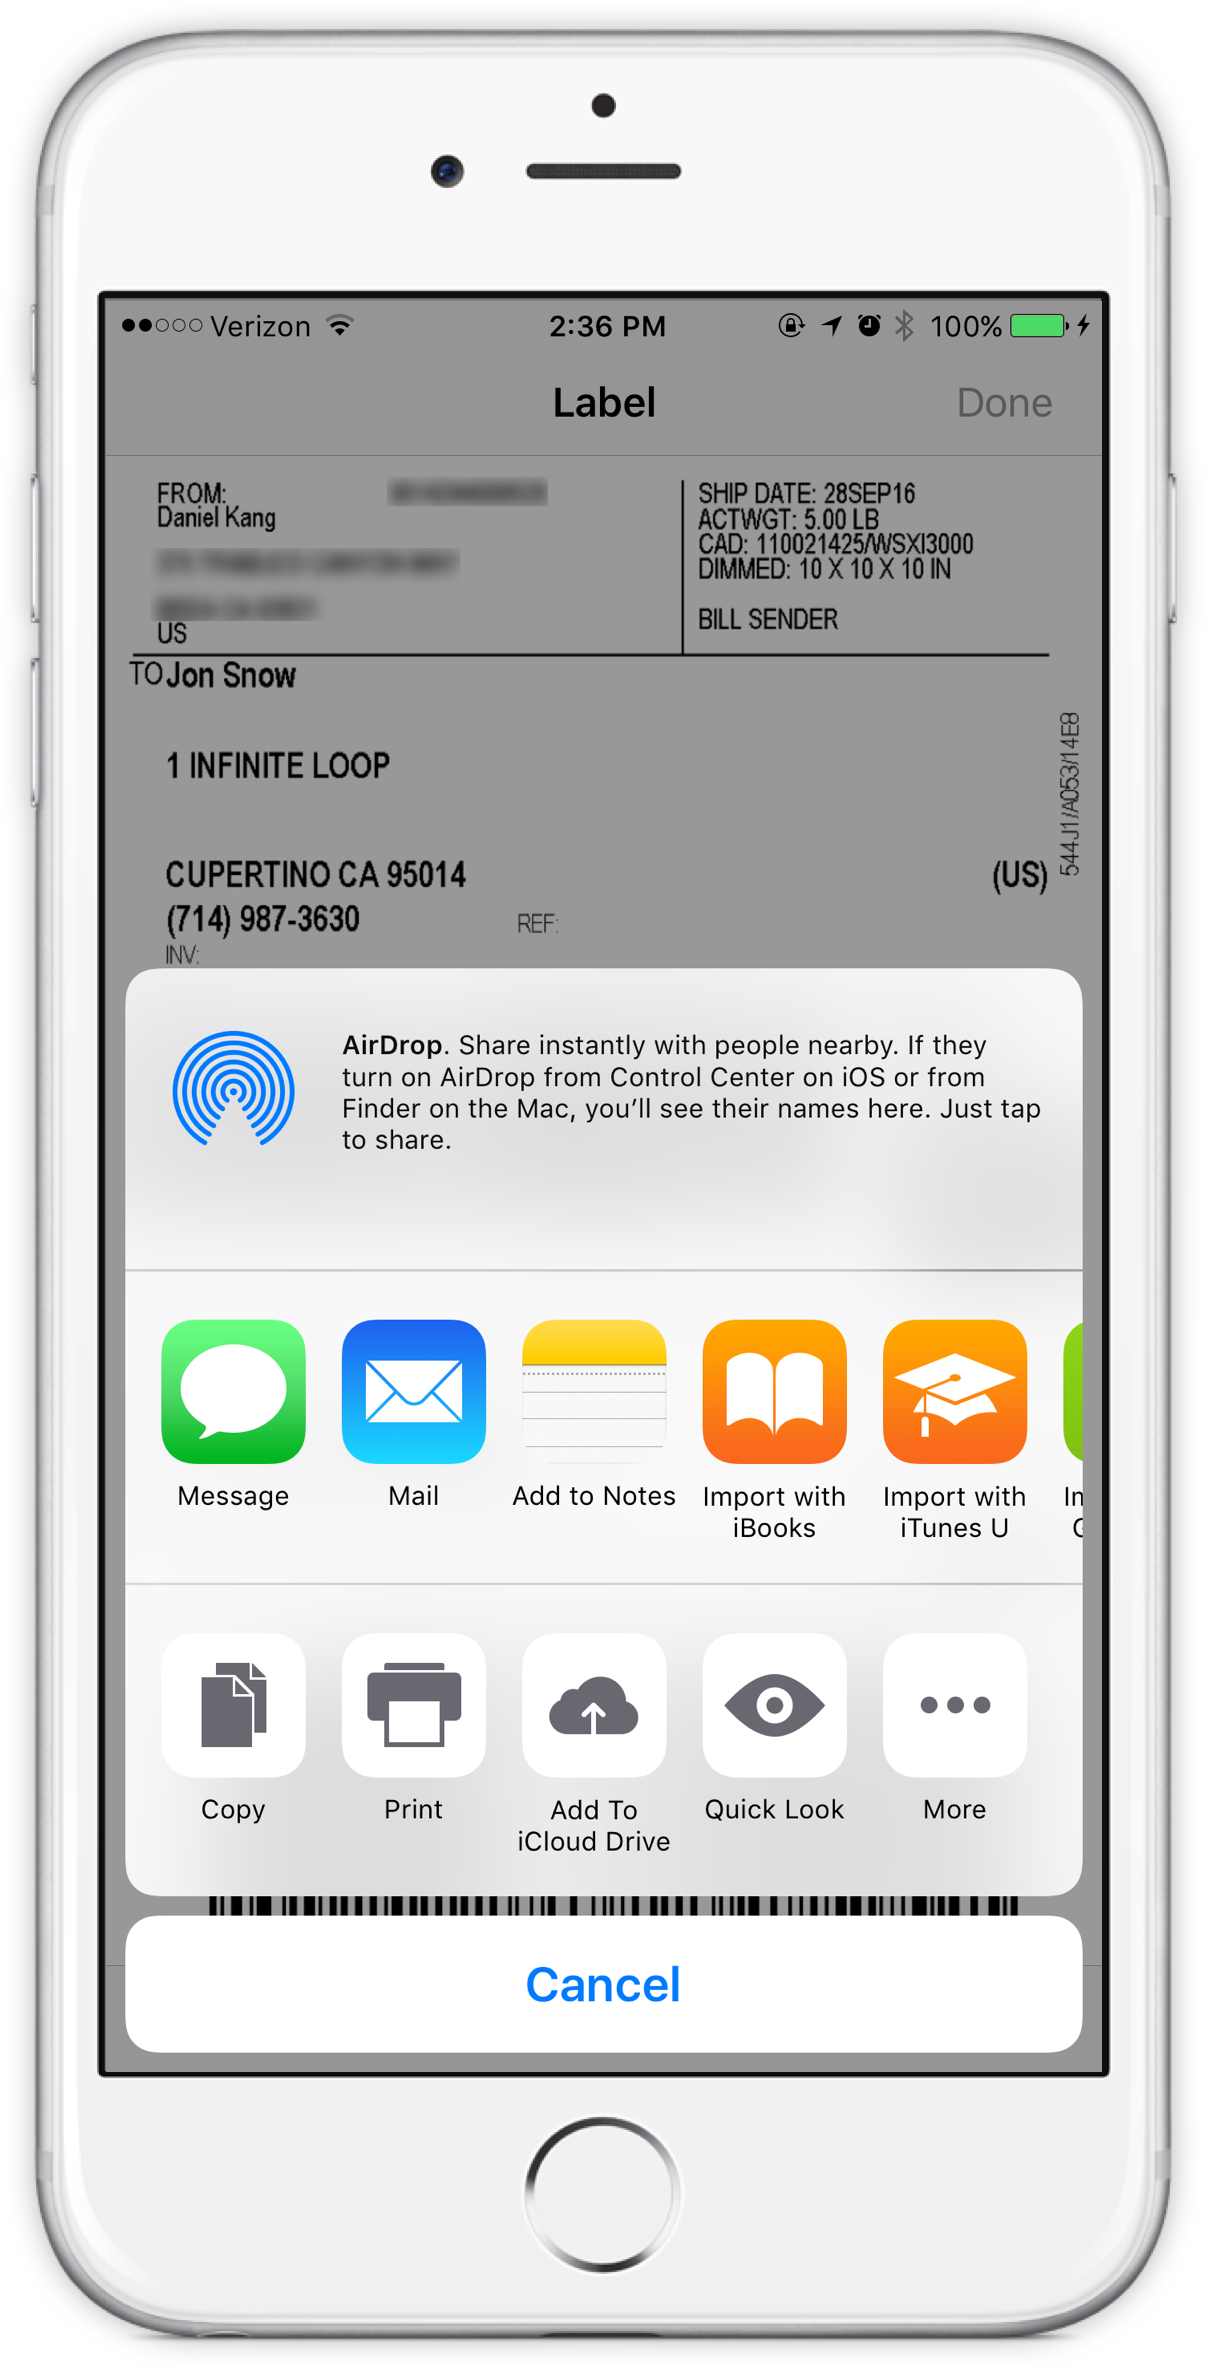 Verizon 2:36 PM 100%
Label Done
FROM:
Daniel Kang
US
SHIP DATE: 28SEP16
ACTWGT: 5.00 LB
CAD: 110021425/WSXI3000
DIMMED: 10 X 10 X 10 IN
BILL SENDER
TO Jon Snow
1 INFINITE LOOP
544J1/A053/14E8
CUPERTINO CA 95014 (US)
(714) 987-3630 REF:
INV:
AirDrop. Share instantly with people nearby. If they
turn on AirDrop from Control Center on iOS or from
Finder on the Mac, you’ll see their names here. Just tap
to share.
Message Mail Add to Notes Import with Import with
iBooks iTunes U
Copy Print Add To Quick Look More
iCloud Drive
Cancel